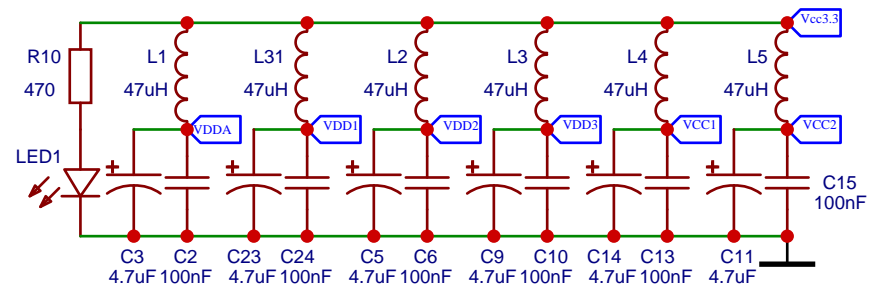 Vcc3.3
R10 L1 L31 L2 L3 L4 L5
470 47uH 47uH 47uH 47uH 47uH 47uH
VDDA VDD1 VDD2 VDD3 VCC1 VCC2
LED1
+ + + + + +
C15
100nF
C3 C2 C23 C24 C5 C6 C9 C10 C14 C13 C11
4.7uF 100nF 4.7uF 100nF 4.7uF 100nF 4.7uF 100nF 4.7uF 100nF 4.7uF